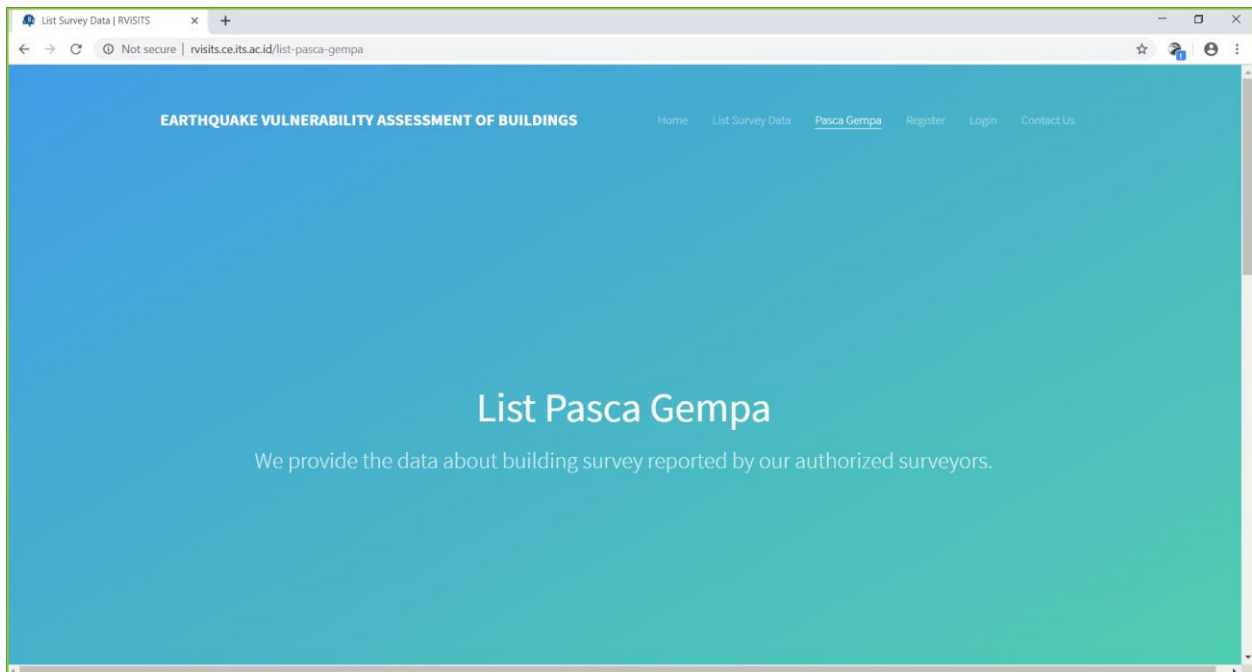 List Survey Data | RViSITS
Not secure | rvisits.ce.its.ac.id/list-pasca-gempa
EARTHQUAKE VULNERABILITY ASSESSMENT OF BUILDINGS Home List Survey Data Pasca Gempa Register Login Contact Us
List Pasca Gempa
We provide the data about building survey reported by our authorized surveyors.